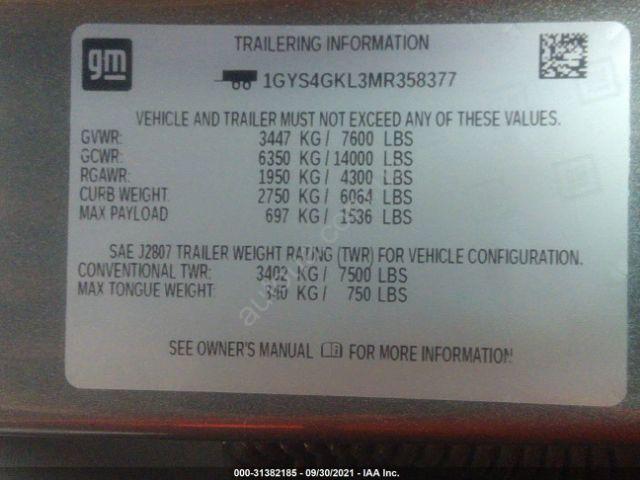 gm
TRAILERING INFORMATION
1GYS4GKL3MR358377
VEHICLE AND TRAILER MUST NOT EXCEED ANY OF THESE VALUES.
GVWR: 3447 KG / 7600 LBS
GCWR: 6350 KG / 14000 LBS
RGAWR: 1950 KG / 4300 LBS
CURB WEIGHT: 2750 KG / 6064 LBS
MAX PAYLOAD 697 KG / 1536 LBS
SAE J2807 TRAILER WEIGHT RATING (TWR) FOR VEHICLE CONFIGURATION.
CONVENTIONAL TWR: 3402 KG / 7500 LBS
MAX TONGUE WEIGHT: 340 KG / 750 LBS
SEE OWNER'S MANUAL FOR MORE INFORMATION
000-31382185 - 09/30/2021 - IAA Inc.